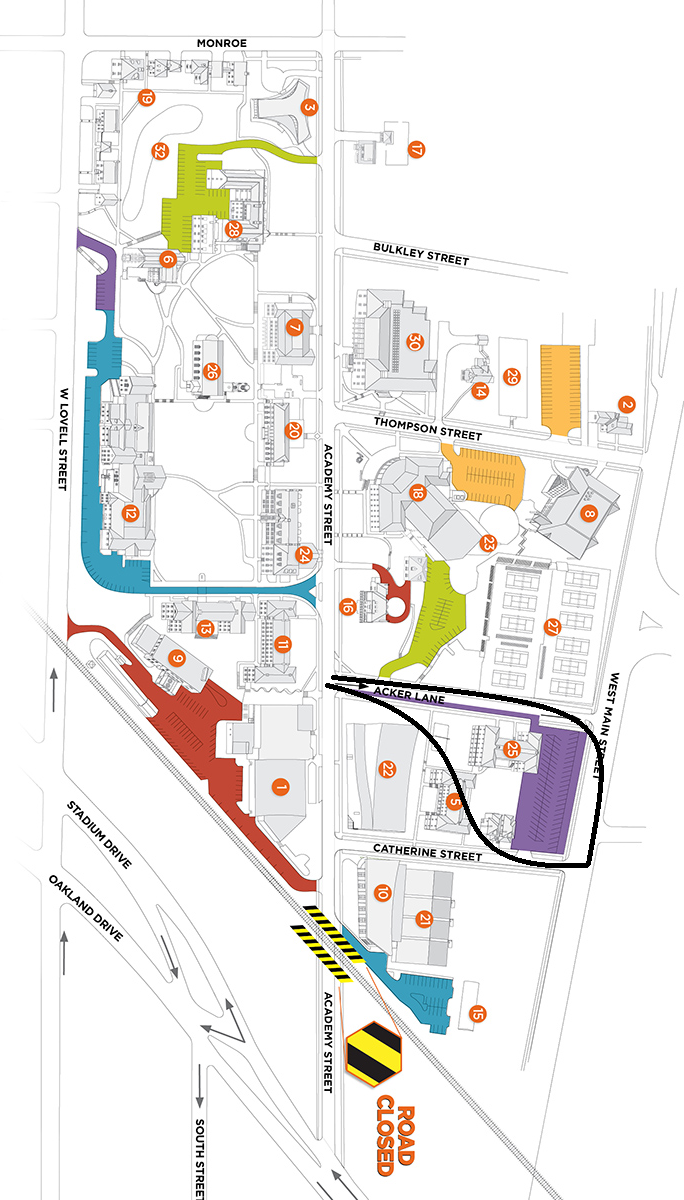 MONROE
3
19
17
32
28
BULKLEY STREET
6
7
30
26
29
14
2
W LOVELL STREET
20
THOMPSON STREET
ACADEMY STREET
18
12
8
23
24
16
27
13
11
9
ACKER LANE
WEST MAIN STREET
25
22
1
5
STADIUM DRIVE
CATHERINE STREET
OAKLAND DRIVE
10
21
15
ACADEMY STREET
ROAD
CLOSED
SOUTH STREET